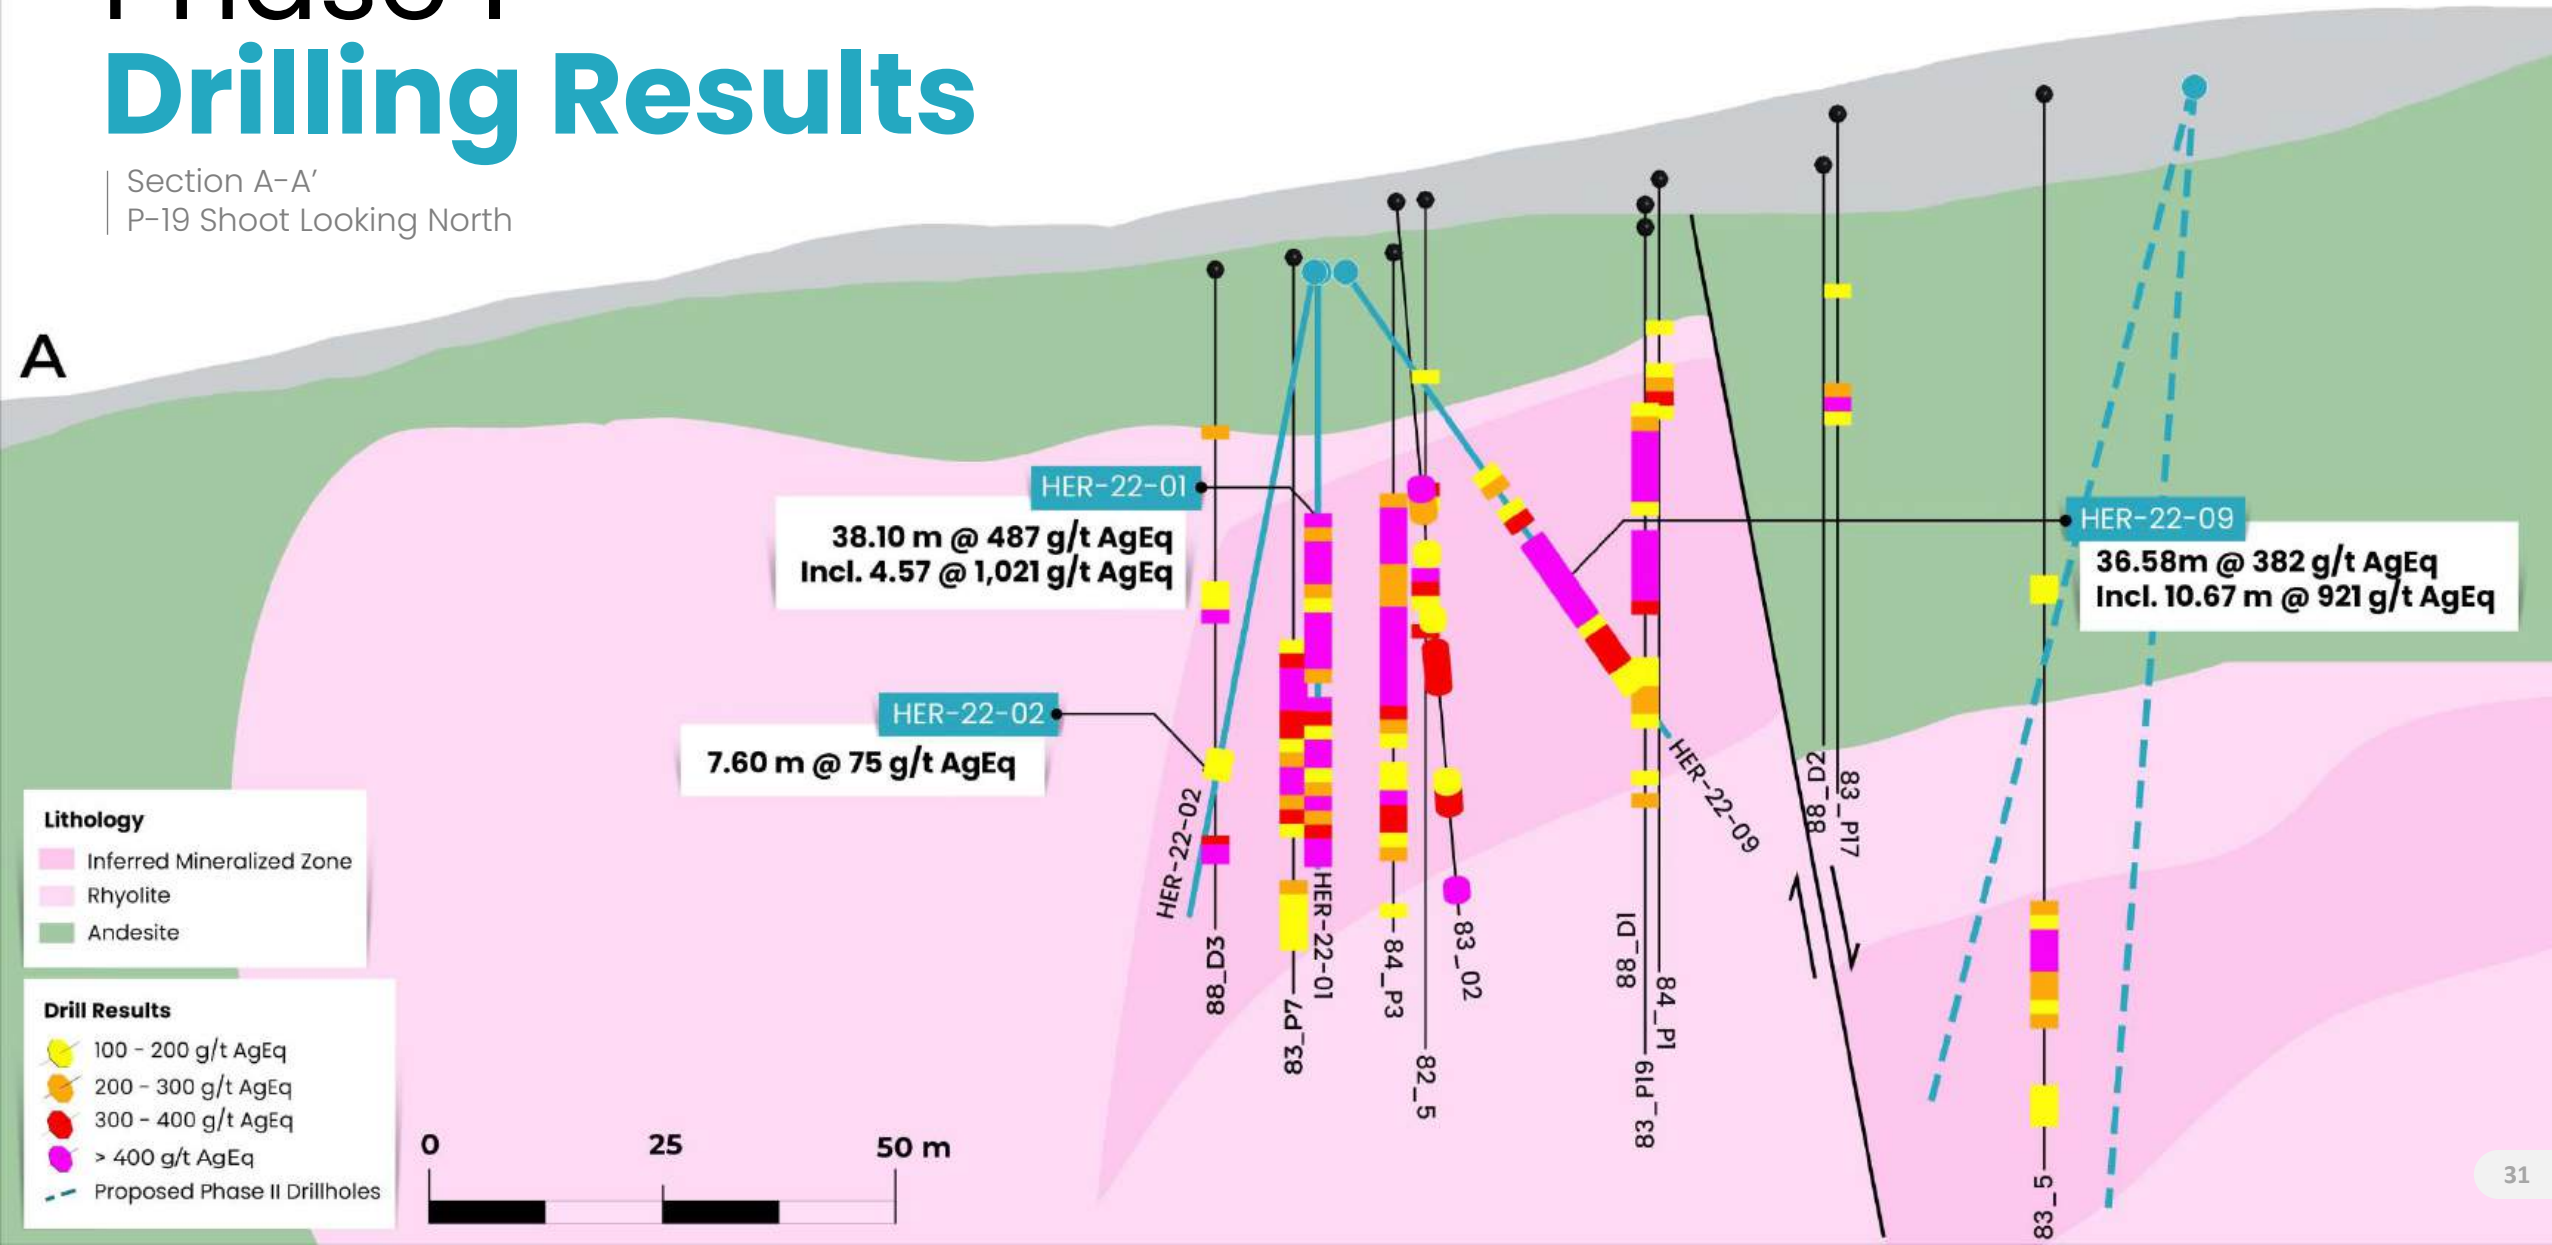 Phase I
Drilling Results
Section A-A’
P-19 Shoot Looking North
A
HER-22-01
38.10 m @ 487 g/t AgEq
Incl. 4.57 @ 1,021 g/t AgEq
HER-22-09
36.58m @ 382 g/t AgEq
Incl. 10.67 m @ 921 g/t AgEq
HER-22-02
7.60 m @ 75 g/t AgEq
HER-22-02
88_D3
83_P7
HER-22-01
84_P3
83_02
82_5
88_D1
84_P1
83_P19
HER-22-09
88_D2
83_P17
83_5
Lithology
Inferred Mineralized Zone
Rhyolite
Andesite
Drill Results
100 - 200 g/t AgEq
200 - 300 g/t AgEq
300 - 400 g/t AgEq
> 400 g/t AgEq
Proposed Phase II Drillholes
0 25 50 m
31